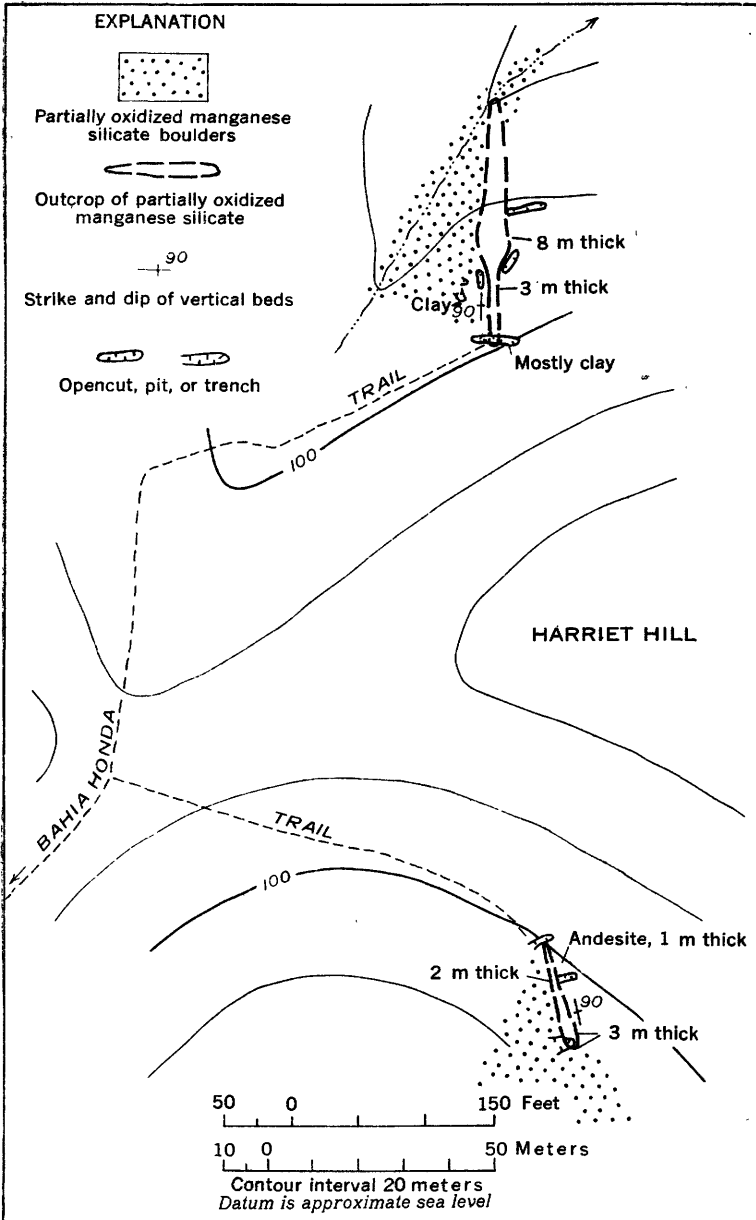 EXPLANATION
Partially oxidized manganese
silicate boulders
Outcrop of partially oxidized
manganese silicate
90
Strike and dip of vertical beds
Opencut, pit, or trench
8 m thick
3 m thick
Clay
90
Mostly clay
TRAIL
100
HARRIET HILL
BAHIA HONDA
TRAIL
100
Andesite, 1 m thick
2 m thick
90
3 m thick
50 0 150 Feet
10 0 50 Meters
Contour interval 20 meters
Datum is approximate sea level